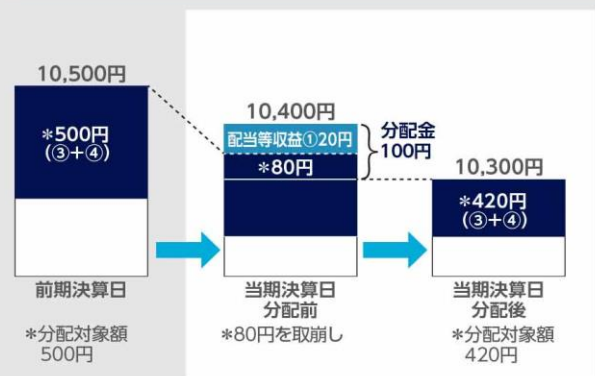 10,500円
*500円
(③+④)
前期決算日
*分配対象額
500円
10,400円
配当等収益①20円
*80円
分配金
100円
当期決算日
分配前
*80円を取崩し
10,300円
*420円
(③+④)
当期決算日
分配後
*分配対象額
420円